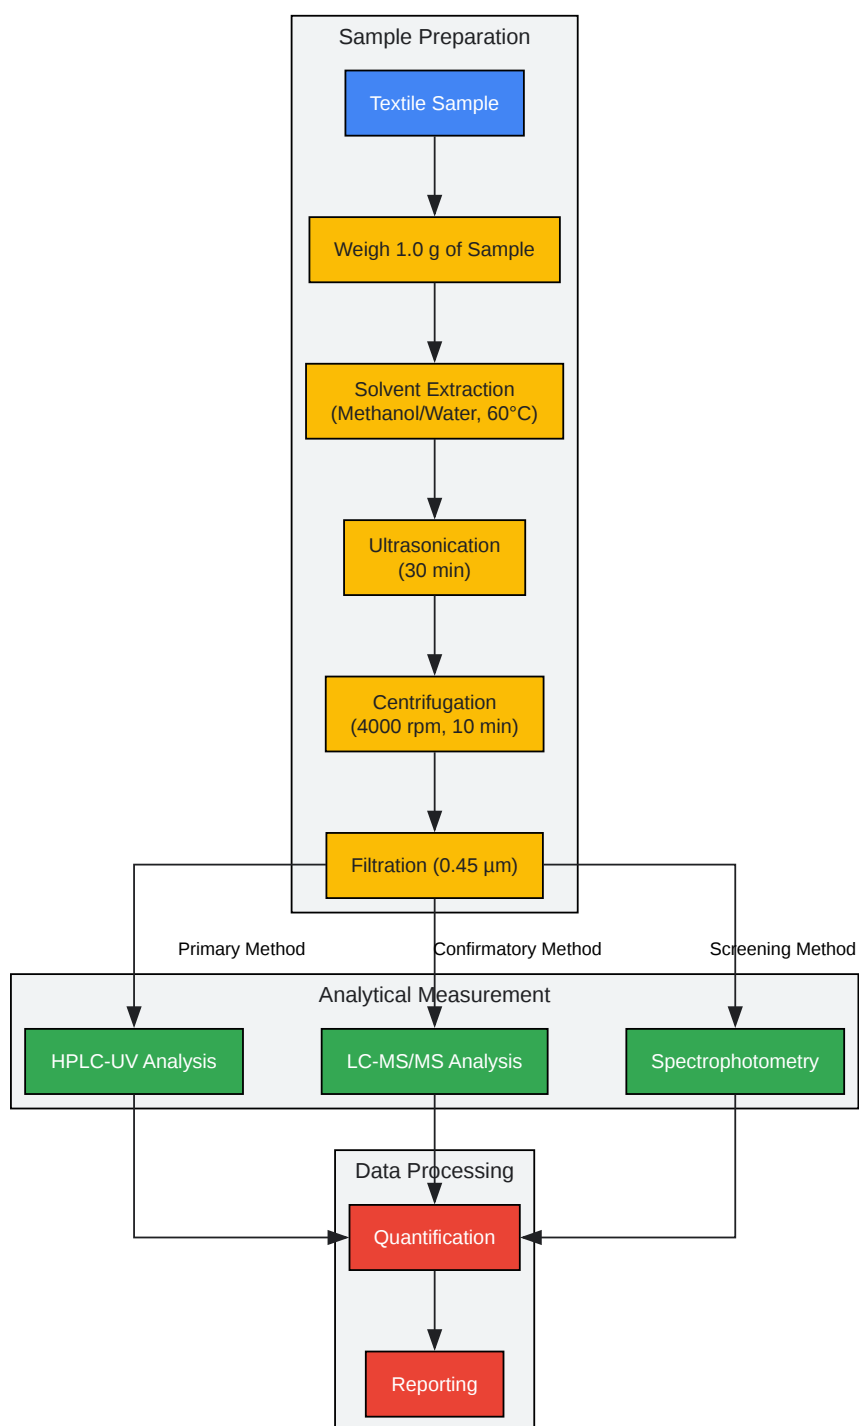 Sample Preparation
Textile Sample
Weigh 1.0 g of Sample
Solvent Extraction
(Methanol/Water, 60°C)
Ultrasonication
(30 min)
Centrifugation
(4000 rpm, 10 min)
Filtration (0.45 µm)
Primary Method
Confirmatory Method
Screening Method
Analytical Measurement
HPLC-UV Analysis
LC-MS/MS Analysis
Spectrophotometry
Data Processing
Quantification
Reporting